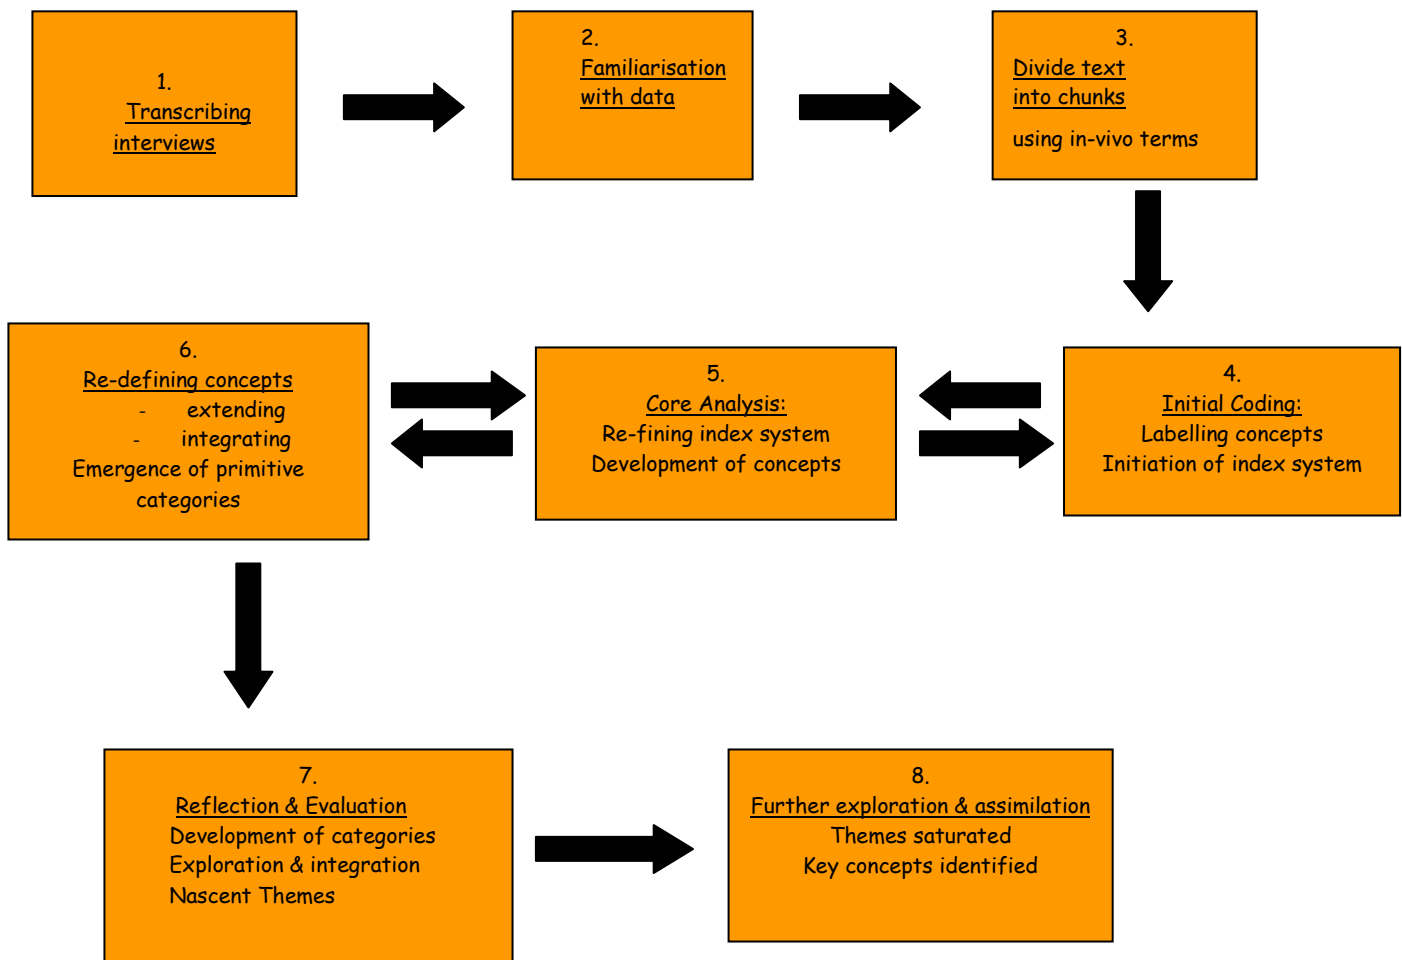 1.
Transcribing
interviews
2.
Familiarisation
with data
3.
Divide text
into chunks
using in-vivo terms
4.
Initial Coding:
Labelling concepts
Initiation of index system
5.
Core Analysis:
Re-fining index system
Development of concepts
6.
Re-defining concepts
- extending
- integrating
Emergence of primitive
categories
7.
Reflection & Evaluation
Development of categories
Exploration & integration
Nascent Themes
8.
Further exploration & assimilation
Themes saturated
Key concepts identified